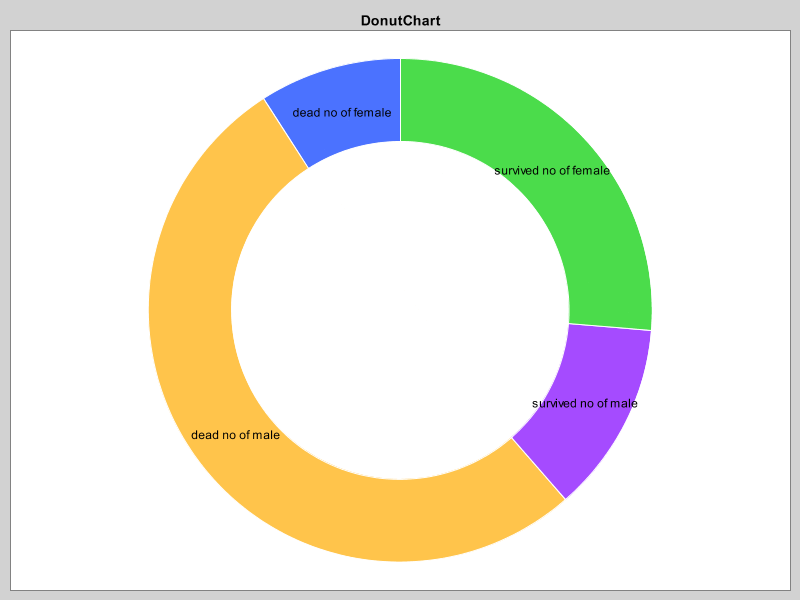 DonutChart
dead no of female
survived no of female
survived no of male
dead no of male